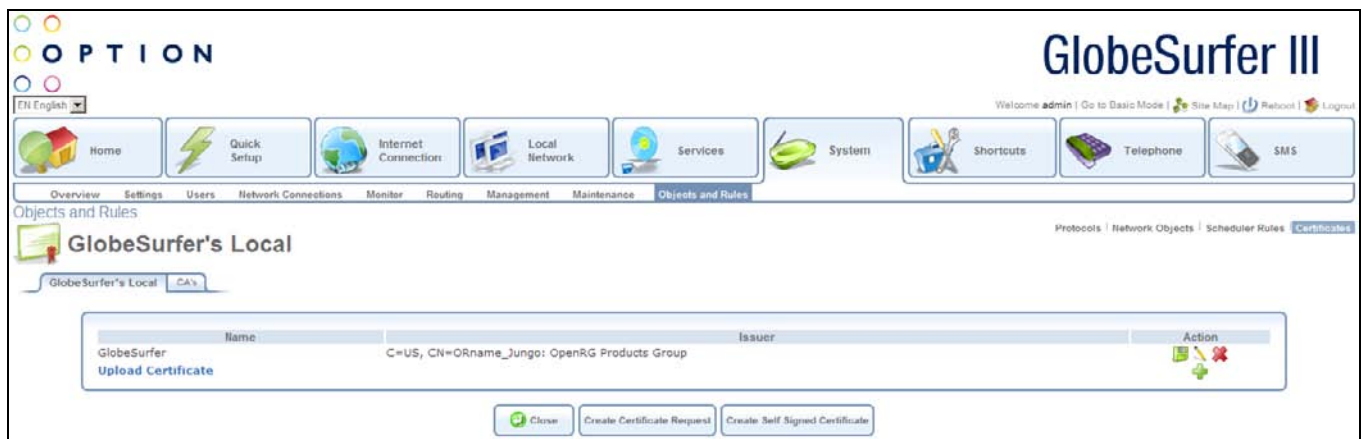 OPTION
GlobeSurfer III
EN English
Welcome admin | Go to Basic Mode | Site Map | Reboot | Logout
Home
Quick Setup
Internet Connection
Local Network
Services
System
Shortcuts
Telephone
SMS
Overview Settings Users Network Connections Monitor Routing Management Maintenance Objects and Rules
Objects and Rules
Protocols | Network Objects | Scheduler Rules | Certificates
GlobeSurfer's Local
GlobeSurfer's Local CA's
Name Issuer Action
GlobeSurfer C=US, CN=ORname_Jungo: OpenRG Products Group
Upload Certificate
Close Create Certificate Request Create Self Signed Certificate